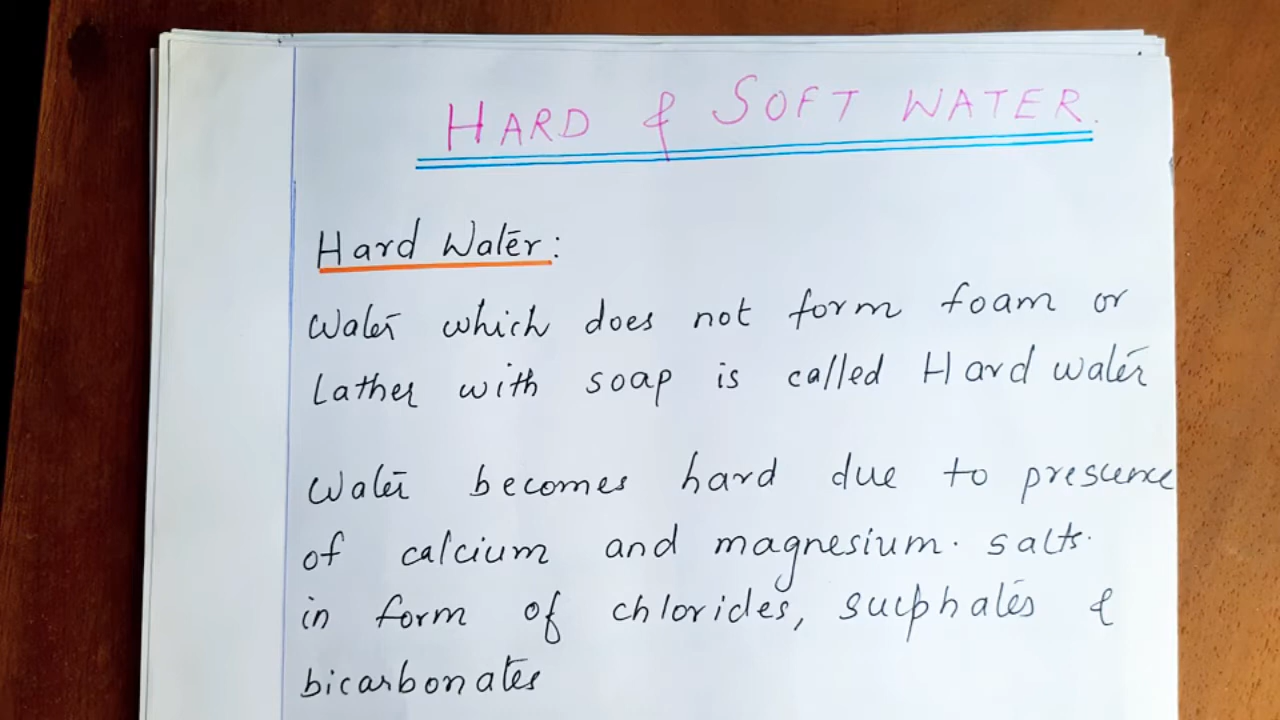 HARD & SOFT WATER.
Hard Water:
Water which does not form foam or
Lather with soap is called Hard water
Water becomes hard due to prescence
of calcium and magnesium. salts.
in form of chlorides, sulphates &
bicarbonates